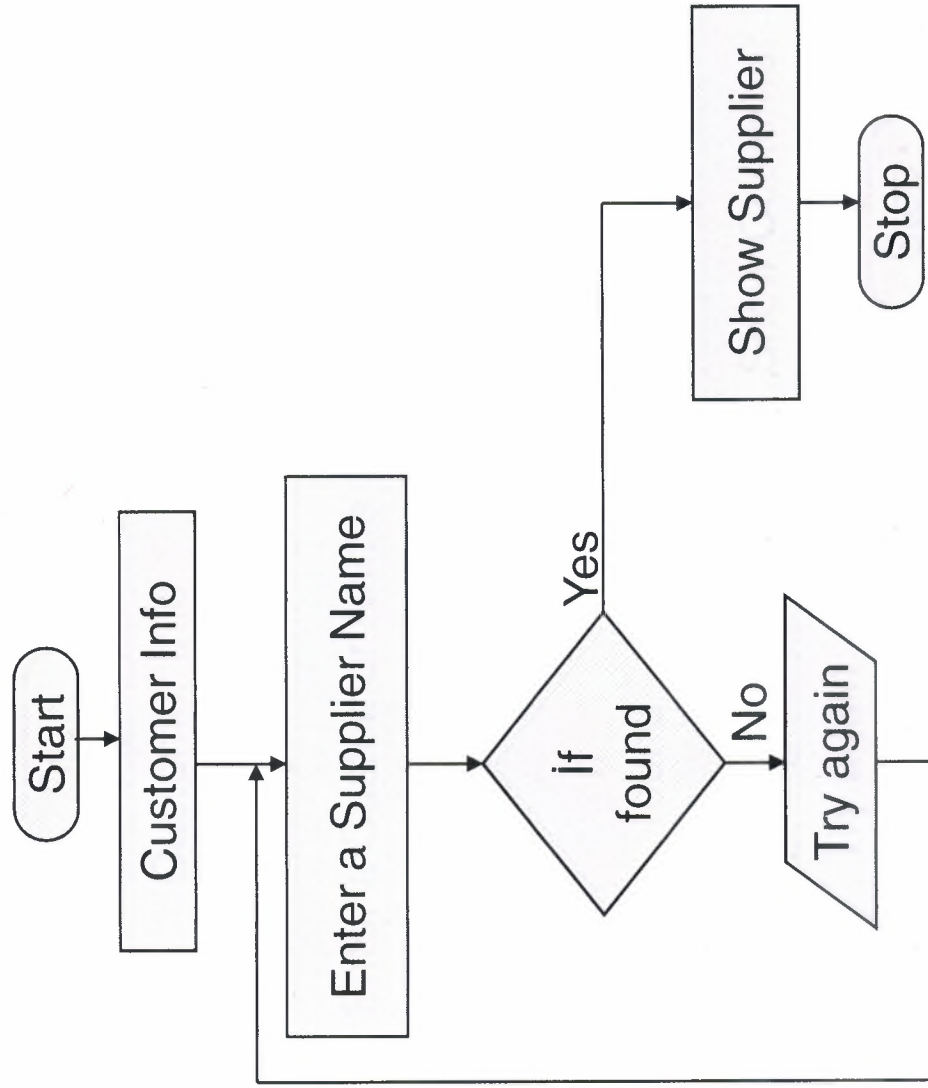 Start
Customer Info
Enter a Supplier Name
if
found
Yes
No
Try again
Show Supplier
Stop